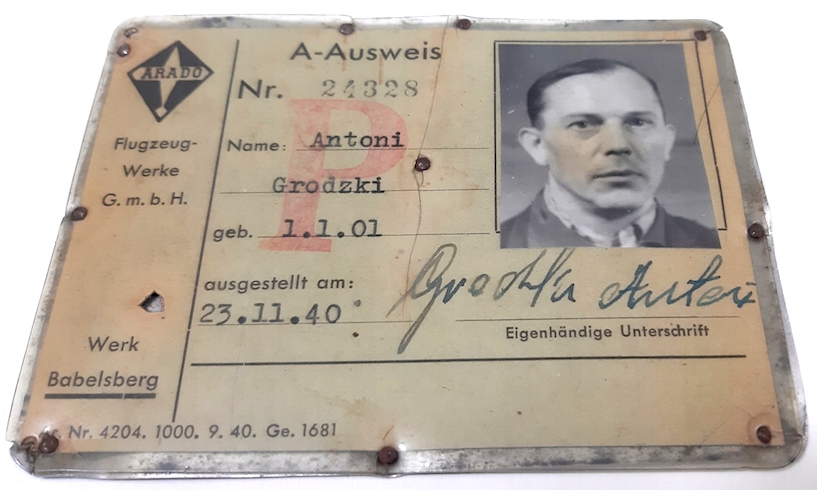 ARADO
Flugzeug-
Werke
G. m. b. H.
Werk
Babelsberg
Nr. 4204. 1000. 9. 40. Ge. 1681
A-Ausweis
Nr. 24328
P
Name: Antoni
Grodzki
geb. 1.1.01
ausgestellt am:
23.11.40
Grodzki Antoni
Eigenhändige Unterschrift